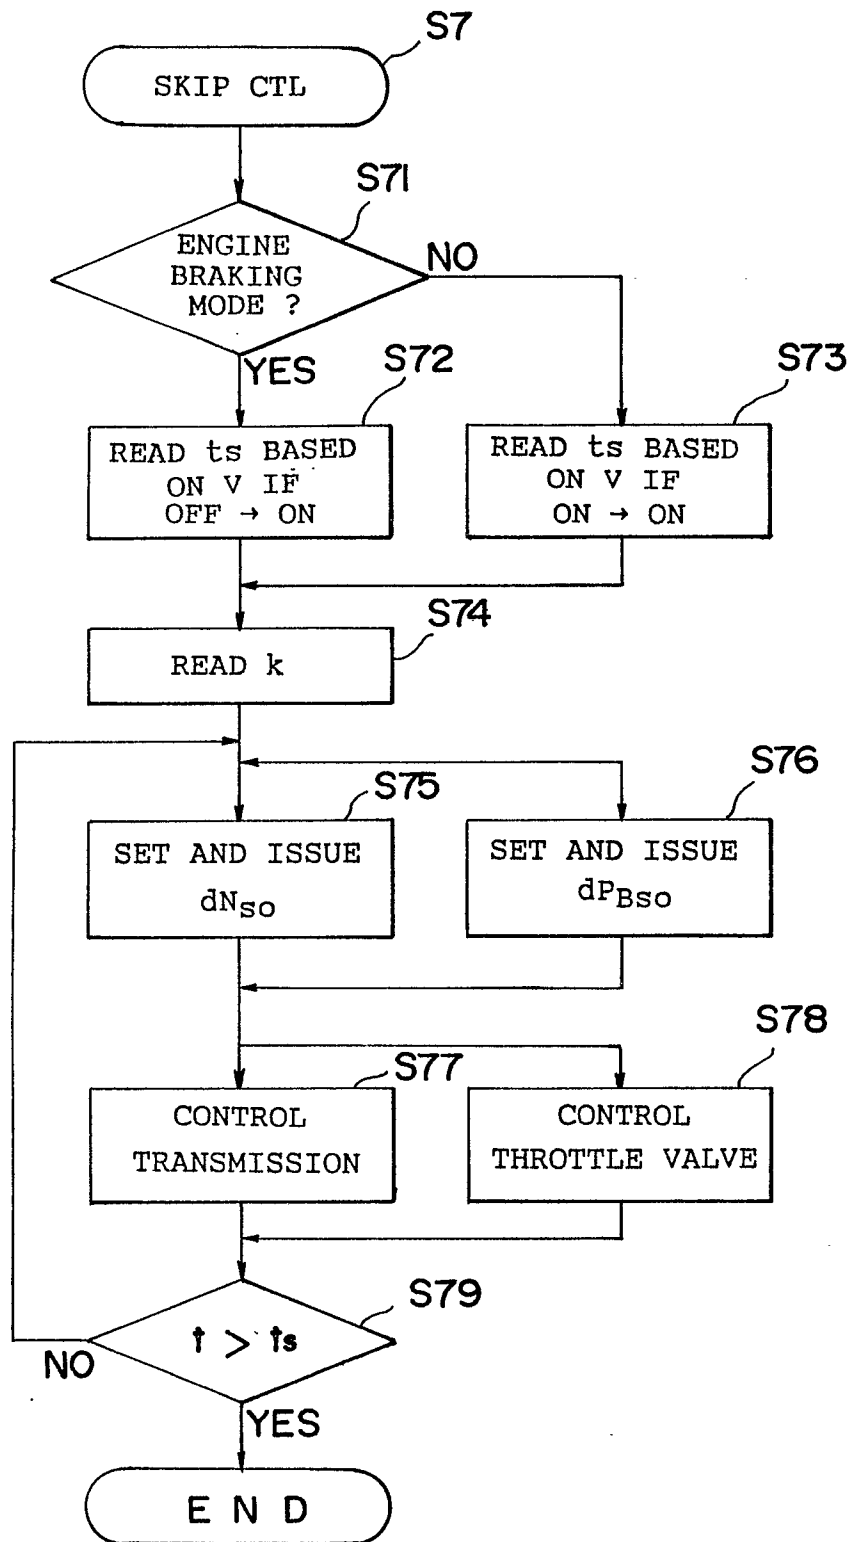 S7
SKIP CTL
S71
ENGINE
BRAKING
MODE ?
NO
YES
S72
READ ts BASED
ON V IF
OFF → ON
S73
READ ts BASED
ON V IF
ON → ON
S74
READ k
S75
SET AND ISSUE
dNso
S76
SET AND ISSUE
dPBso
S77
CONTROL
TRANSMISSION
S78
CONTROL
THROTTLE VALVE
S79
t > ts
NO
YES
END